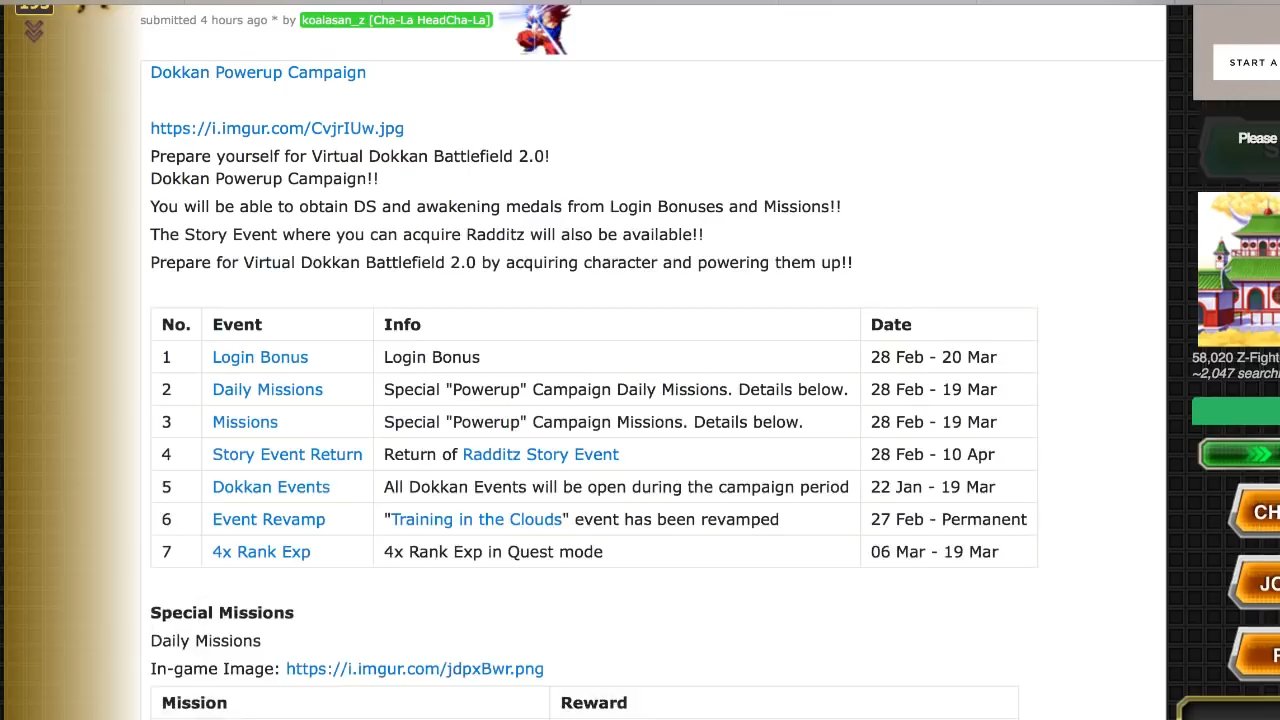 submitted 4 hours ago * by koalasan_z [Cha-La HeadCha-La]
Dokkan Powerup Campaign
https://i.imgur.com/CvjrIUw.jpg
Prepare yourself for Virtual Dokkan Battlefield 2.0!
Dokkan Powerup Campaign!!
You will be able to obtain DS and awakening medals from Login Bonuses and Missions!!
The Story Event where you can acquire Radditz will also be available!!
Prepare for Virtual Dokkan Battlefield 2.0 by acquiring character and powering them up!!
No. Event Info Date
1 Login Bonus Login Bonus 28 Feb - 20 Mar
2 Daily Missions Special "Powerup" Campaign Daily Missions. Details below. 28 Feb - 19 Mar
3 Missions Special "Powerup" Campaign Missions. Details below. 28 Feb - 19 Mar
4 Story Event Return Return of Radditz Story Event 28 Feb - 10 Apr
5 Dokkan Events All Dokkan Events will be open during the campaign period 22 Jan - 19 Mar
6 Event Revamp "Training in the Clouds" event has been revamped 27 Feb - Permanent
7 4x Rank Exp 4x Rank Exp in Quest mode 06 Mar - 19 Mar
Special Missions
Daily Missions
In-game Image: https://i.imgur.com/jdpxBwr.png
Mission Reward
START A
Please
58,020 Z-Fight
~2,047 searchi
CH
JO